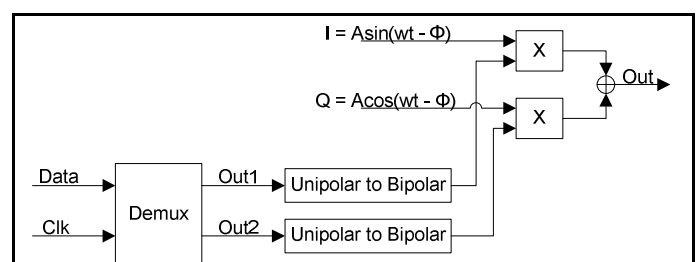 I = Asin(wt - Φ)
X
Out
Q = Acos(wt - Φ)
X
Data
Out1
Unipolar to Bipolar
Demux
Clk
Out2
Unipolar to Bipolar